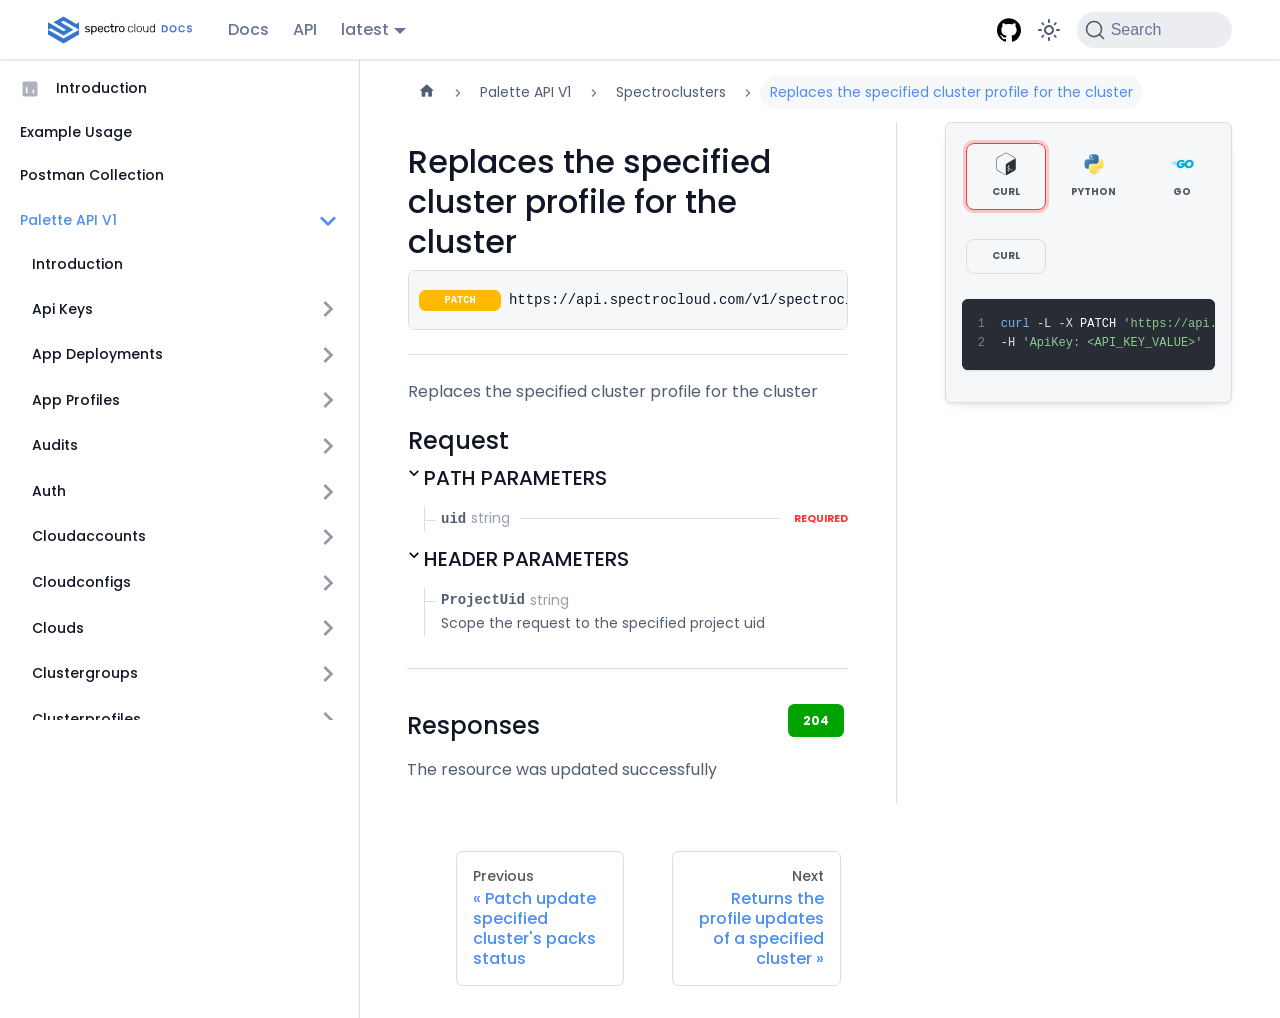 spectro cloud DOCS Docs API latest Search
Introduction
Example Usage
Postman Collection
Palette API V1
Introduction
Api Keys
App Deployments
App Profiles
Audits
Auth
Cloudaccounts
Cloudconfigs
Clouds
Clustergroups
Clusterprofiles
Palette API V1 Spectroclusters Replaces the specified cluster profile for the cluster
Replaces the specified
cluster profile for the
cluster
PATCH https://api.spectrocloud.com/v1/spectrocl
Replaces the specified cluster profile for the cluster
Request
PATH PARAMETERS
uid string REQUIRED
HEADER PARAMETERS
ProjectUid string
Scope the request to the specified project uid
Responses
204
The resource was updated successfully
Previous
« Patch update
specified
cluster's packs
status
Next
Returns the
profile updates
of a specified
cluster »
CURL PYTHON GO
CURL
1 curl -L -X PATCH 'https://api.
2 -H 'ApiKey: <API_KEY_VALUE>'